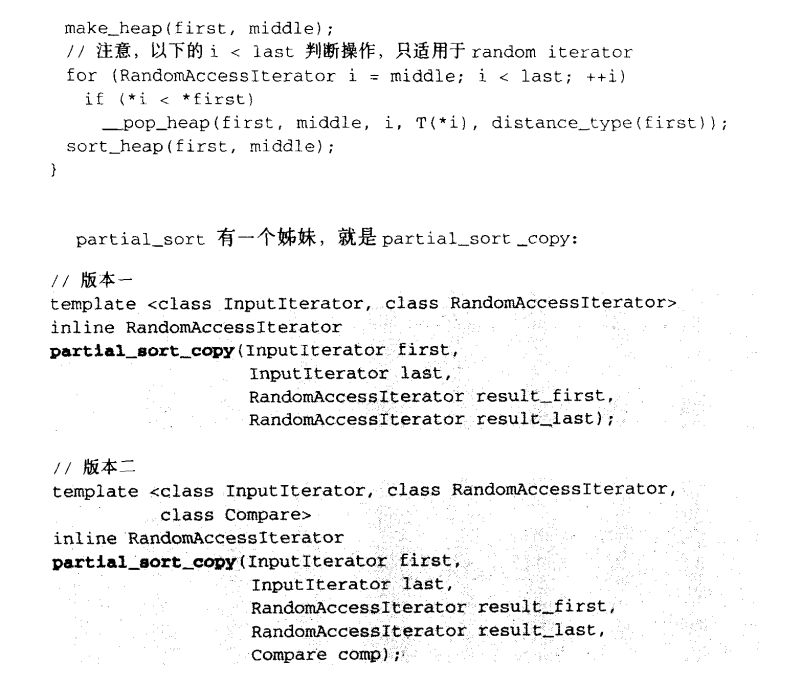 make_heap(first, middle);
// 注意，以下的 i < last 判断操作，只适用于 random iterator
for (RandomAccessIterator i = middle; i < last; ++i)
if (*i < *first)
__pop_heap(first, middle, i, T(*i), distance_type(first));
sort_heap(first, middle);
}
partial_sort 有一个姊妹，就是 partial_sort_copy:
// 版本一
template <class InputIterator, class RandomAccessIterator>
inline RandomAccessIterator
partial_sort_copy(InputIterator first,
InputIterator last,
RandomAccessIterator result_first,
RandomAccessIterator result_last);
// 版本二
template <class InputIterator, class RandomAccessIterator,
class Compare>
inline RandomAccessIterator
partial_sort_copy(InputIterator first,
InputIterator last,
RandomAccessIterator result_first,
RandomAccessIterator result_last,
Compare comp);